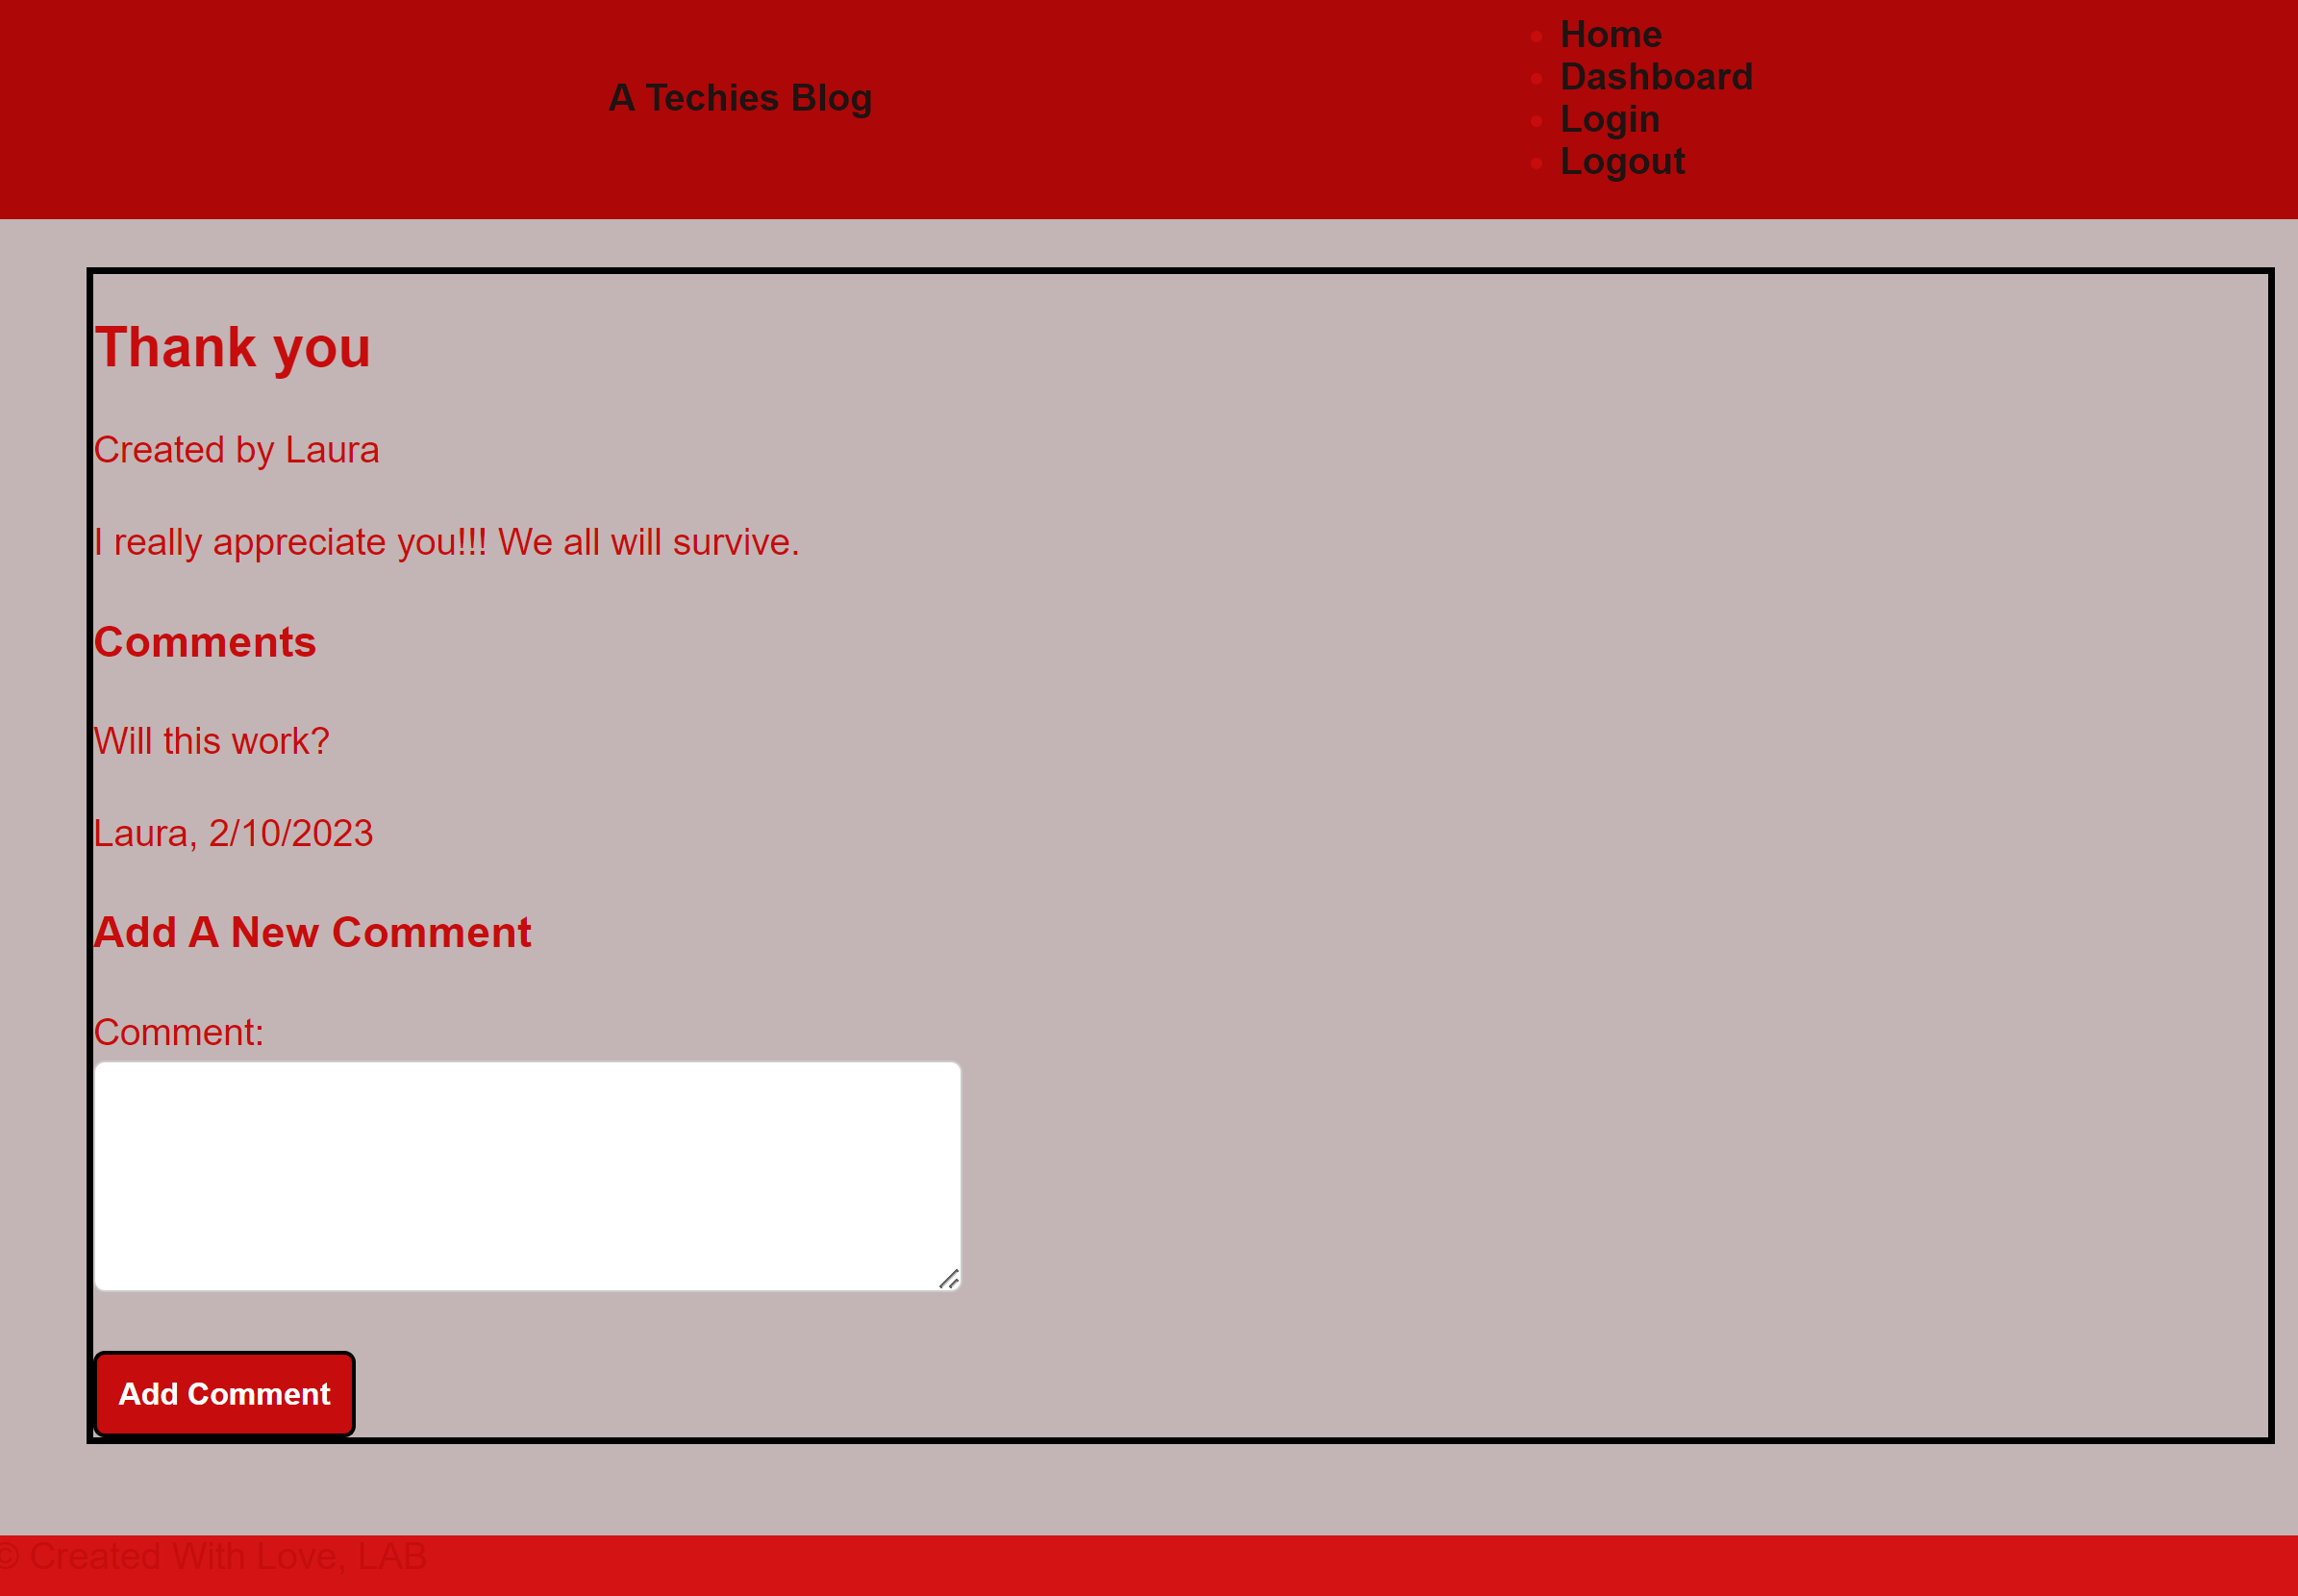 A Techies Blog
Home
Dashboard
Login
Logout
Thank you
Created by Laura
I really appreciate you!!! We all will survive.
Comments
Will this work?
Laura, 2/10/2023
Add A New Comment
Comment:
Add Comment
© Created With Love, LAB